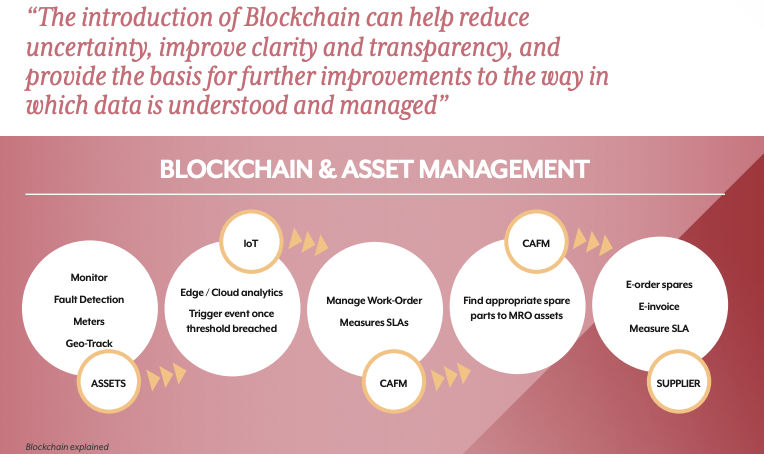 “The introduction of Blockchain can help reduce
uncertainty, improve clarity and transparency, and
provide the basis for further improvements to the way in
which data is understood and managed”
BLOCKCHAIN & ASSET MANAGEMENT
Monitor
Fault Detection
Meters
Geo-Track
ASSETS
IoT
Edge / Cloud analytics
Trigger event once
threshold breached
Manage Work-Order
Measures SLAs
CAFM
CAFM
Find appropriate spare
parts to MRO assets
E-order spares
E-invoice
Measure SLA
SUPPLIER
Blockchain explained